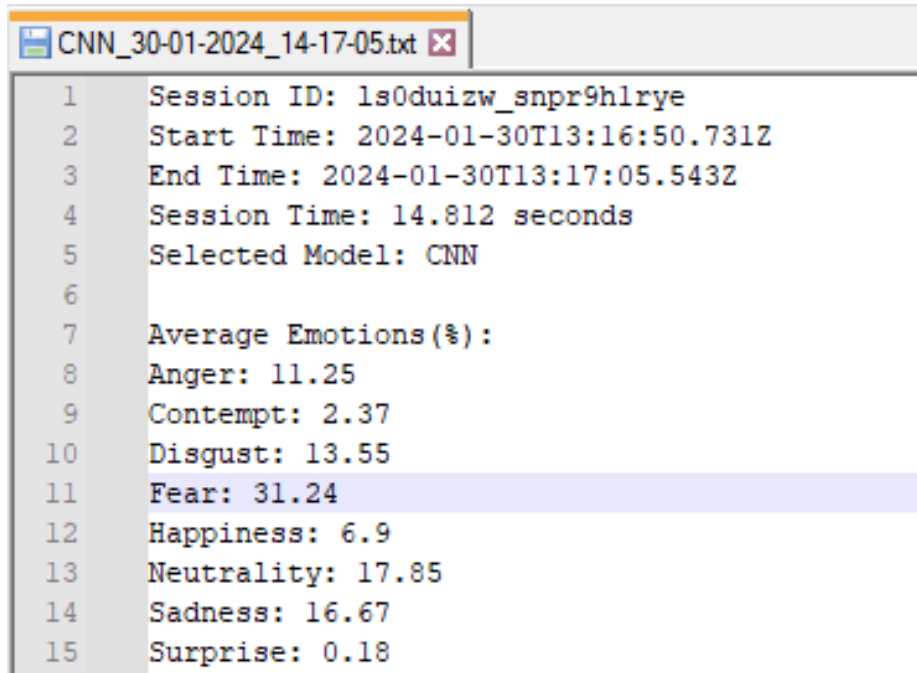 CNN_30-01-2024_14-17-05.txt
1 Session ID: ls0duizw_snpr9hlrye
2 Start Time: 2024-01-30T13:16:50.731Z
3 End Time: 2024-01-30T13:17:05.543Z
4 Session Time: 14.812 seconds
5 Selected Model: CNN
6
7 Average Emotions(%):
8 Anger: 11.25
9 Contempt: 2.37
10 Disgust: 13.55
11 Fear: 31.24
12 Happiness: 6.9
13 Neutrality: 17.85
14 Sadness: 16.67
15 Surprise: 0.18